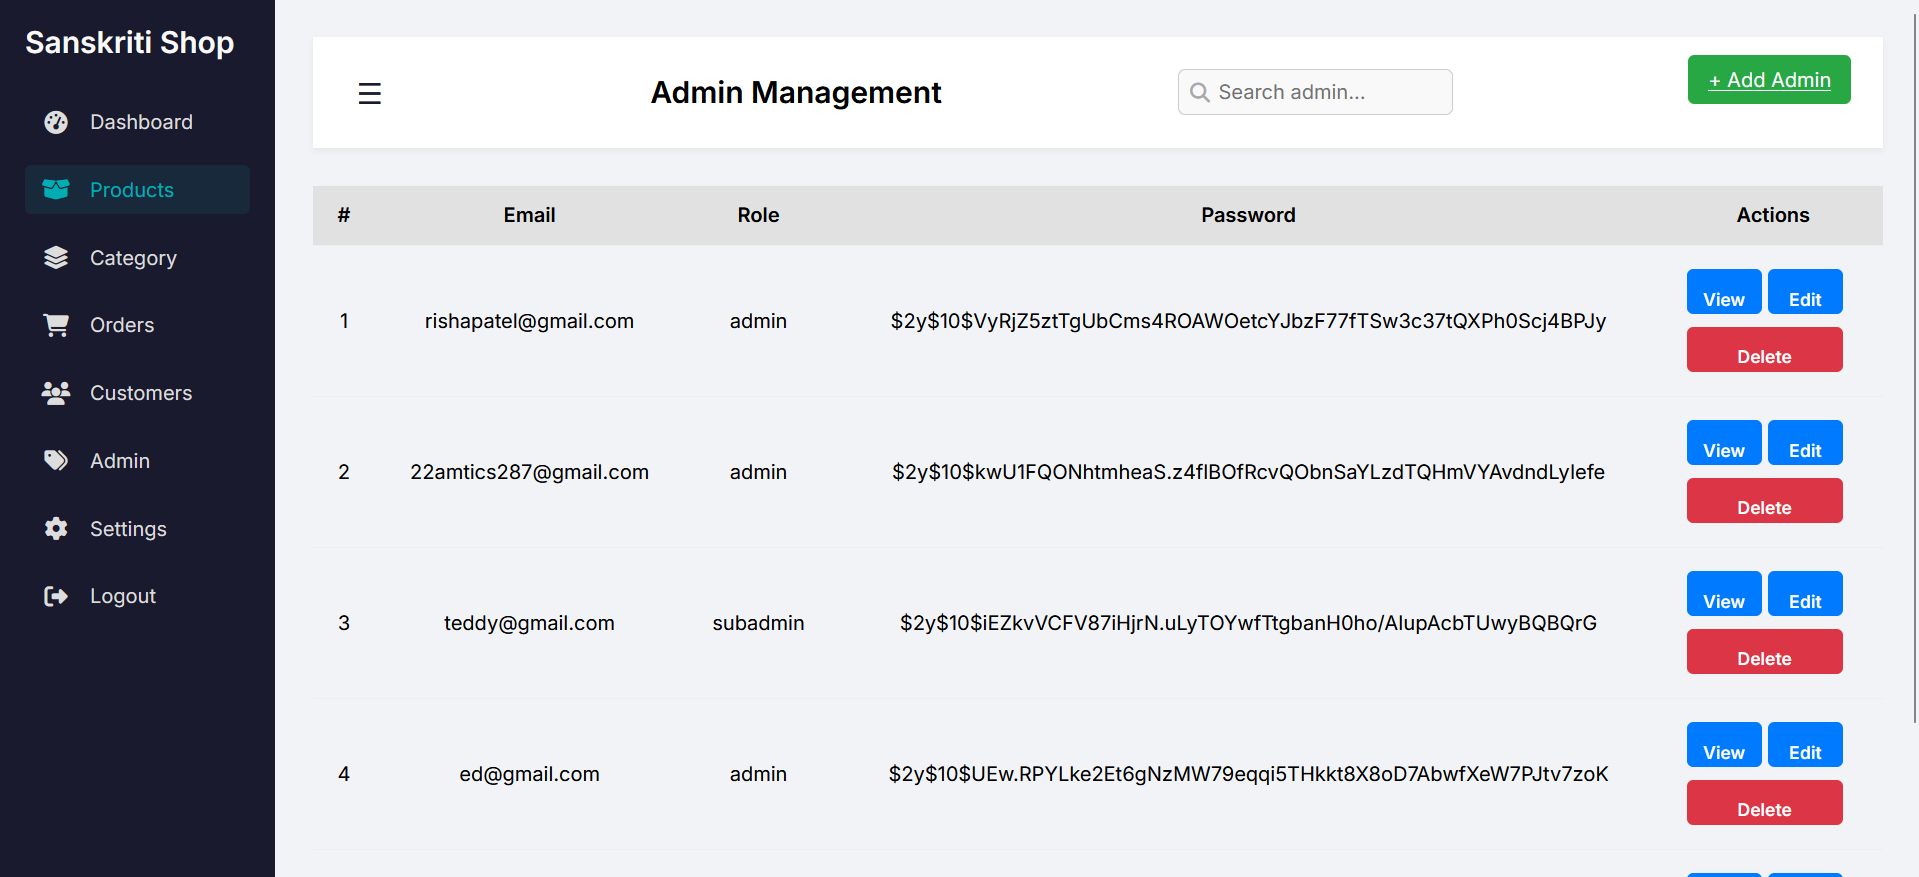 Sanskriti Shop
Dashboard
Products
Category
Orders
Customers
Admin
Settings
Logout
☰ Admin Management Search admin... + Add Admin
# Email Role Password Actions
1 rishapatel@gmail.com admin $2y$10$VyRjZ5ztTgUbCms4ROAWOetcYJbzF77fTSw3c37tQXPh0Scj4BPJy View Edit
Delete
2 22amtics287@gmail.com admin $2y$10$kwU1FQONhtmheaS.z4flBOfRcvQObnSaYLzdTQHmVYAvdndLylefe View Edit
Delete
3 teddy@gmail.com subadmin $2y$10$iEZkvVCFV87iHjrN.uLyTOYwfTtgbanH0ho/AlupAcbTUwyBQBQrG View Edit
Delete
4 ed@gmail.com admin $2y$10$UEw.RPYLke2Et6gNzMW79eqqi5THkkt8X8oD7AbwfXeW7PJtv7zoK View Edit
Delete